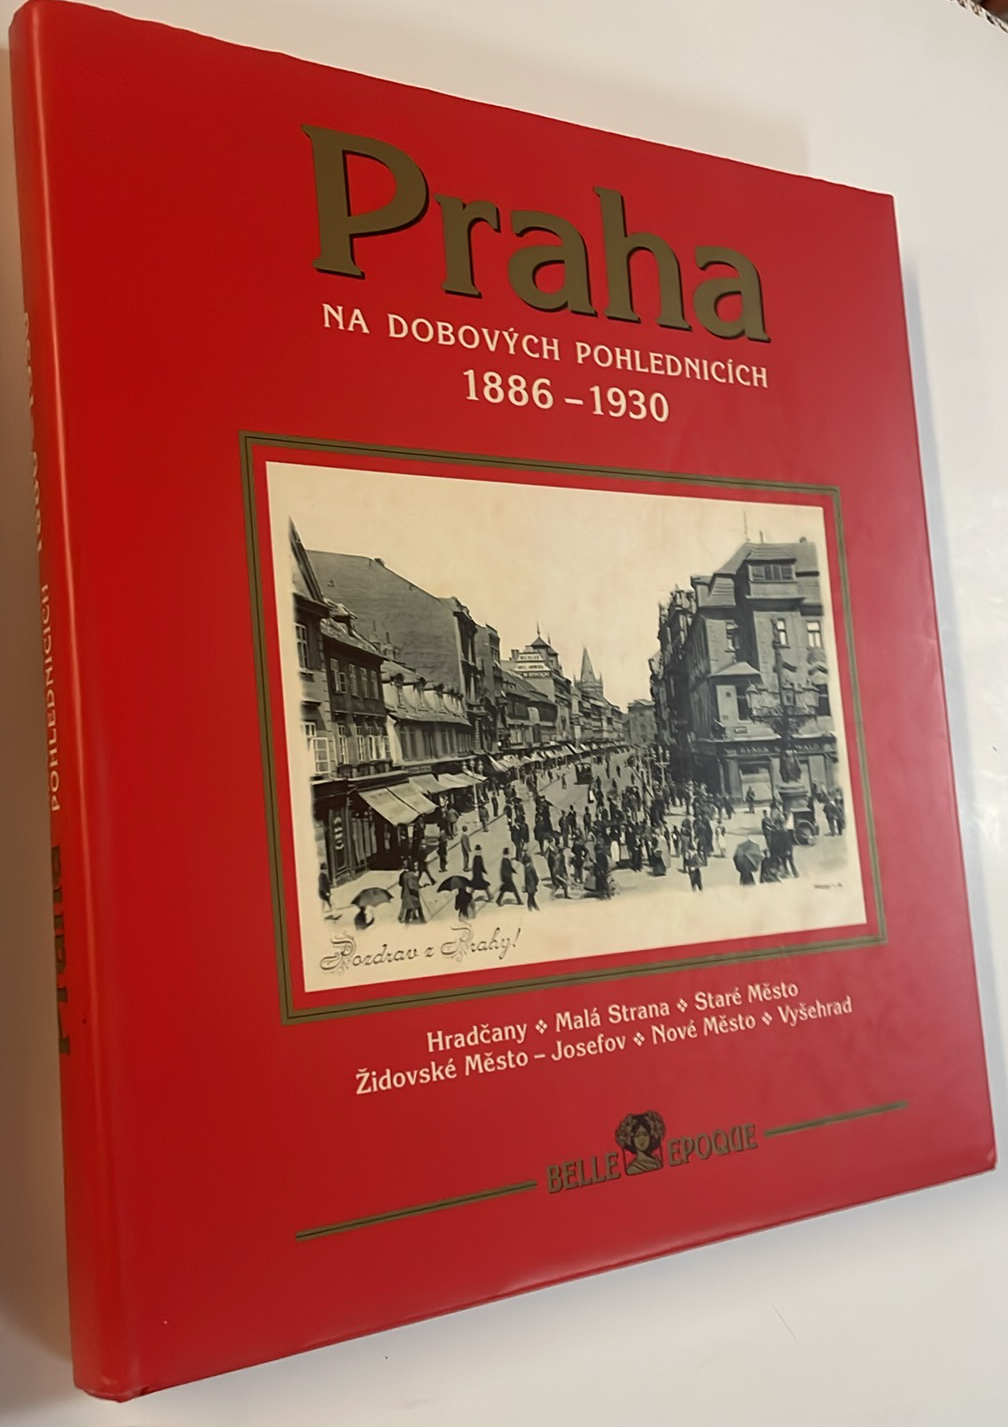 Praha
NA DOBOVÝCH POHLEDNICÍCH
1886 – 1930
Pozdrav z Prahy!
Hradčany ❖ Malá Strana ❖ Staré Město
Židovské Město – Josefov ❖ Nové Město ❖ Vyšehrad
BELLE EPOQUE
Praha POHLEDNICÍCH